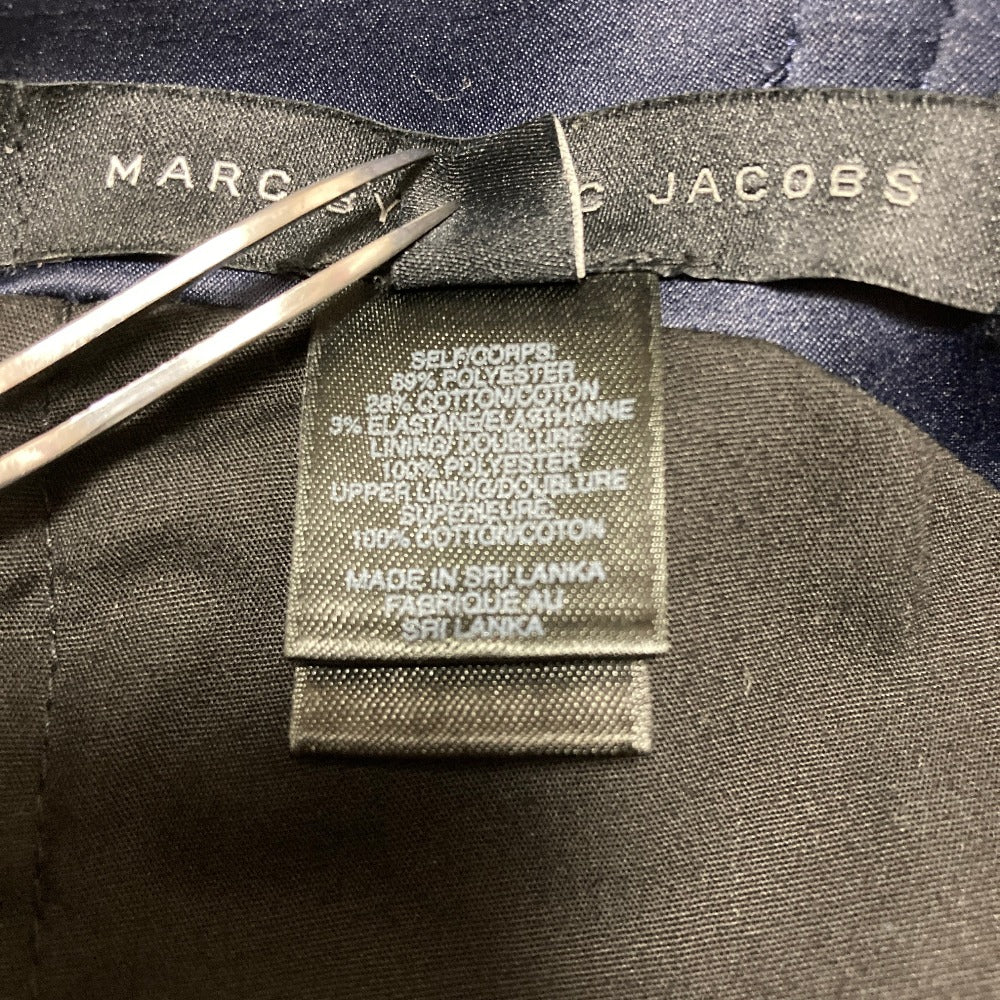 MARC BY C JACOBS
SELF/CORPS:
69% POLYESTER
28% COTTON/COTON
3% ELASTANE/ELASTHANNE
LINING/ DOUBLURE
100% POLYESTER
UPPER LINING/DOUBLURE
SUPERIEURE
100% COTTON/COTON
MADE IN SRI LANKA
FABRIQUÉ AU
SRI LANKA